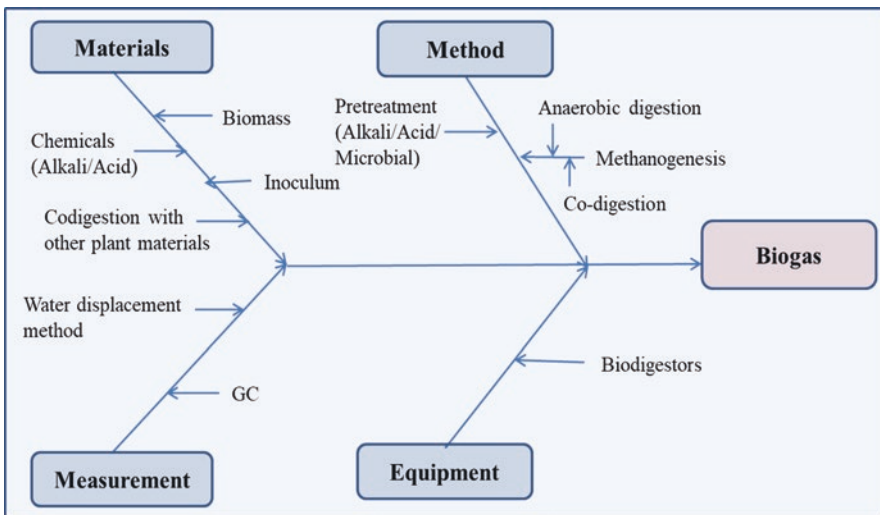 Materials
Method
Biomass
Chemicals
(Alkali/Acid)
Inoculum
Codigestion with
other plant materials
Pretreatment
(Alkali/Acid/
Microbial)
Anaerobic digestion
Methanogenesis
Co-digestion
Biogas
Water displacement
method
GC
Biodigestors
Measurement
Equipment